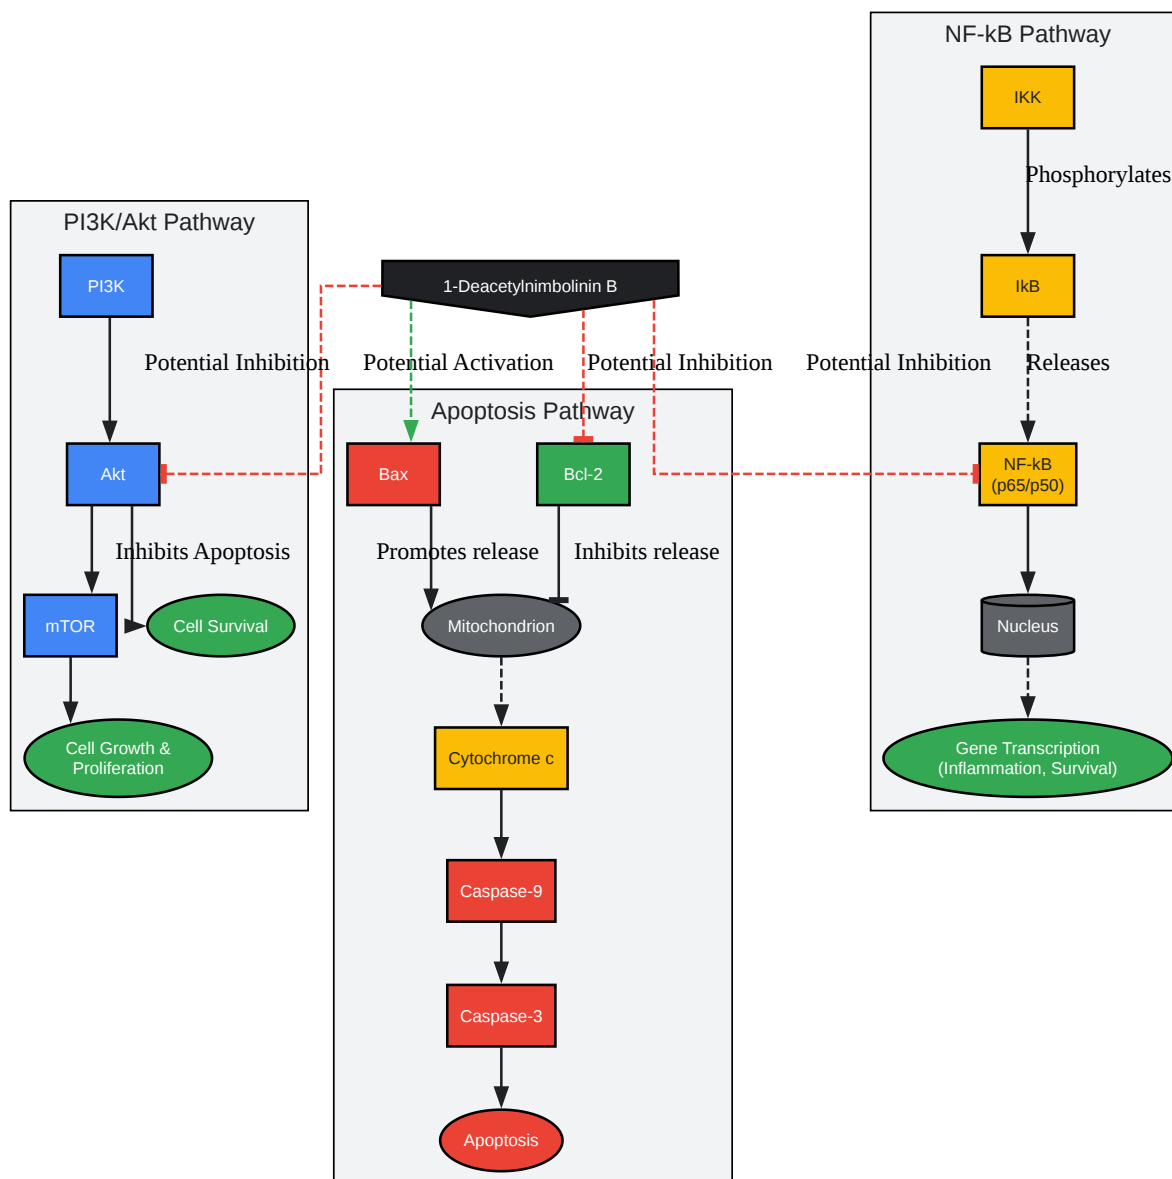 NF-kB Pathway
IKK
Phosphorylates
PI3K/Akt Pathway
PI3K
1-Deacetylnimbolinin B
IkB
Potential Inhibition
Potential Activation
Potential Inhibition
Potential Inhibition
Releases
Apoptosis Pathway
Akt
Bax
Bcl-2
NF-kB
(p65/p50)
Inhibits Apoptosis
Promotes release
Inhibits release
mTOR
Cell Survival
Mitochondrion
Nucleus
Cell Growth &
Proliferation
Cytochrome c
Gene Transcription
(Inflammation, Survival)
Caspase-9
Caspase-3
Apoptosis